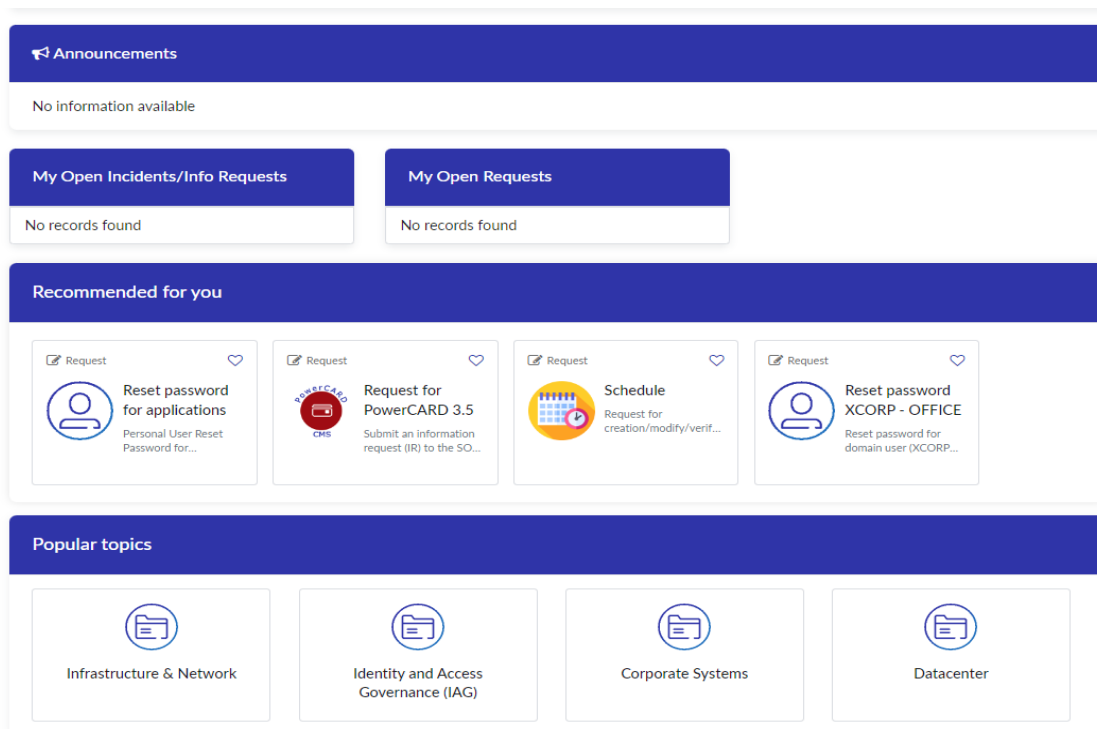 Announcements
No information available
My Open Incidents/Info Requests
My Open Requests
No records found
No records found
Recommended for you
Request
Reset password
for applications
Personal User Reset
Password for...
Request
PowerCARD
CMS
Request for
PowerCARD 3.5
Submit an information
request (IR) to the SO...
Request
Schedule
Request for
creation/modify/verif...
Request
Reset password
XCORP - OFFICE
Reset password for
domain user (XCORP...
Popular topics
Infrastructure & Network
Identity and Access
Governance (IAG)
Corporate Systems
Datacenter